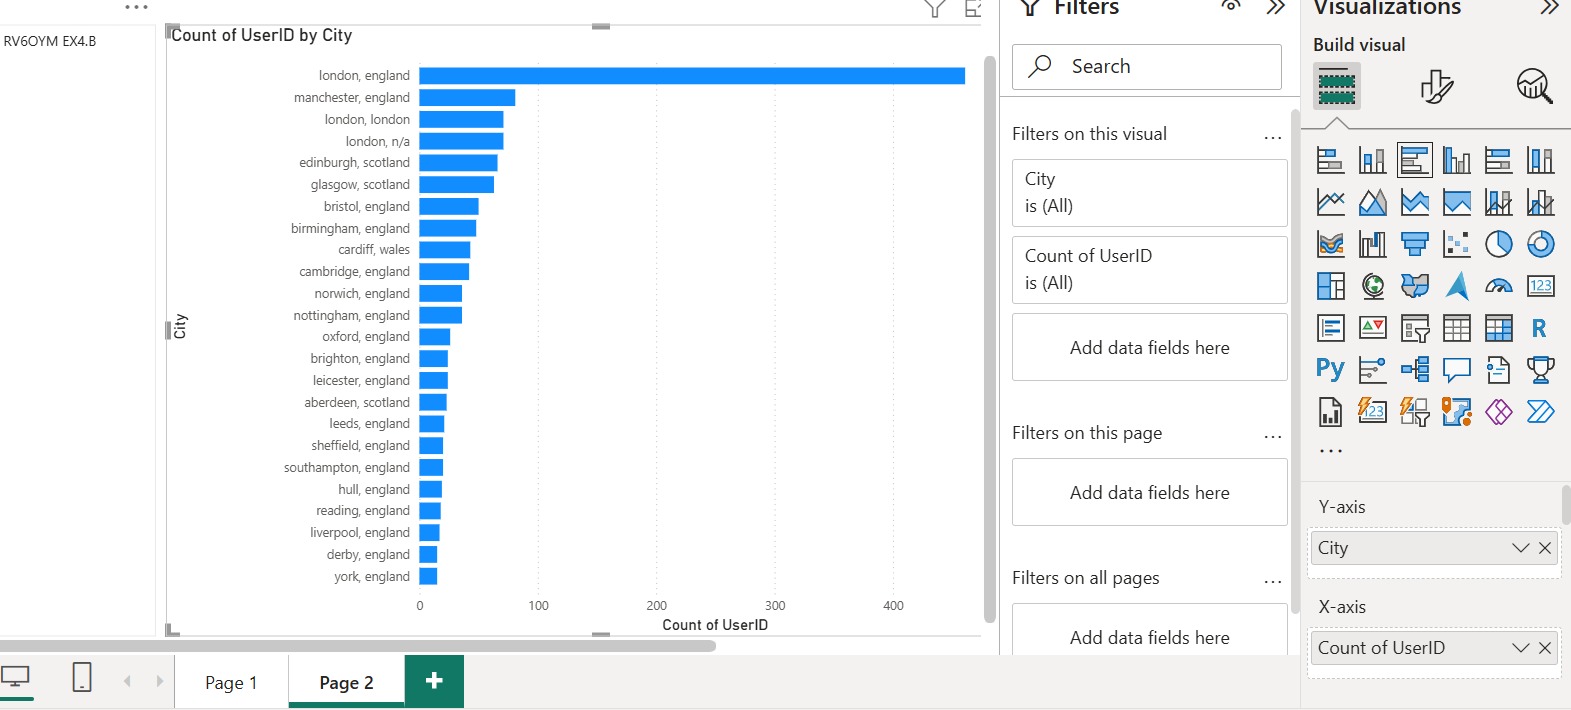 RV6OYM EX4.B
Count of UserID by City
City
london, england
manchester, england
london, london
london, n/a
edinburgh, scotland
glasgow, scotland
bristol, england
birmingham, england
cardiff, wales
cambridge, england
norwich, england
nottingham, england
oxford, england
brighton, england
leicester, england
aberdeen, scotland
leeds, england
sheffield, england
southampton, england
hull, england
reading, england
liverpool, england
derby, england
york, england
0 100 200 300 400
Count of UserID
Page 1 Page 2 +
Filters
Search
Filters on this visual
City
is (All)
Count of UserID
is (All)
Add data fields here
Filters on this page
Add data fields here
Filters on all pages
Add data fields here
Visualizations
Build visual
123
R
Py
123
Y-axis
City
X-axis
Count of UserID